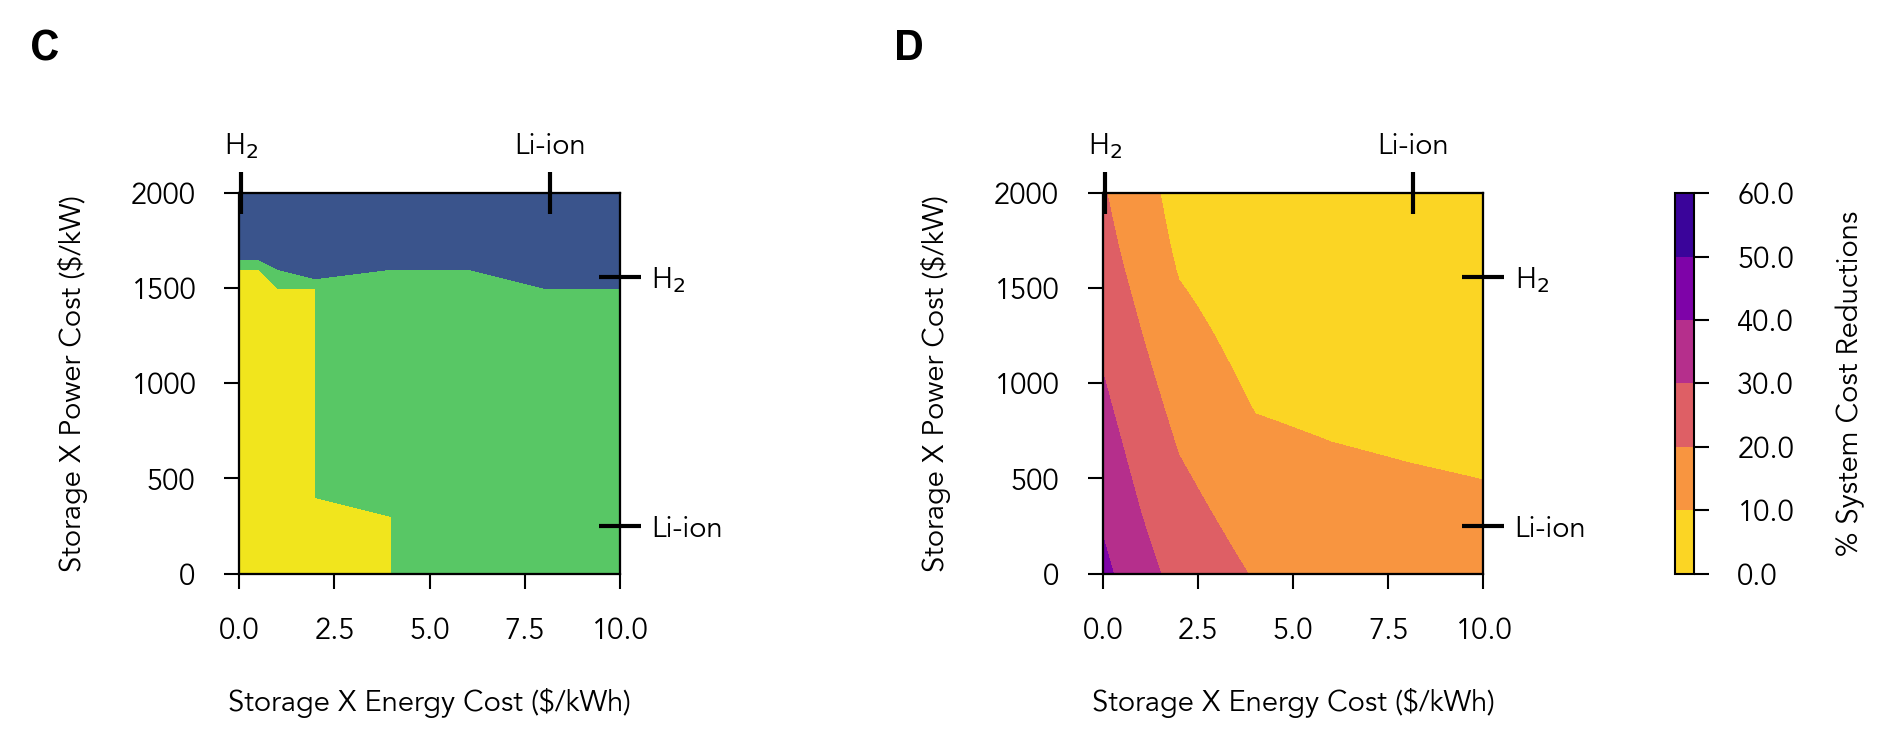 C
H₂
Li-ion
2000
1500
1000
500
0
Storage X Power Cost ($/kW)
H₂
Li-ion
0.0 2.5 5.0 7.5 10.0
Storage X Energy Cost ($/kWh)
D
H₂
Li-ion
2000
1500
1000
500
0
Storage X Power Cost ($/kW)
H₂
Li-ion
0.0 2.5 5.0 7.5 10.0
Storage X Energy Cost ($/kWh)
60.0
50.0
40.0
30.0
20.0
10.0
0.0
% System Cost Reductions